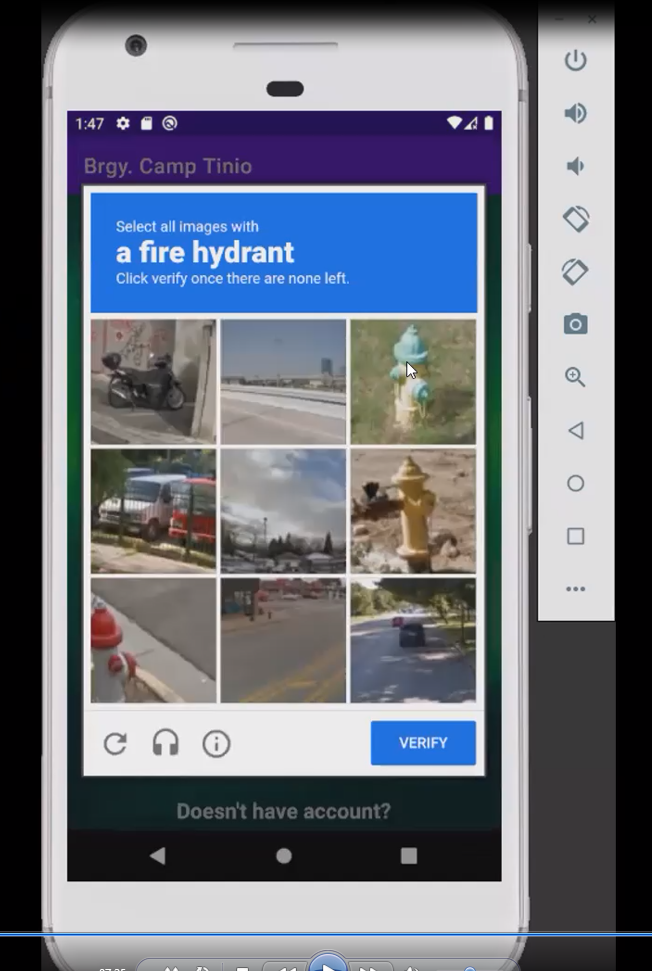 1:47
Brgy. Camp Tinio
Select all images with
a fire hydrant
Click verify once there are none left.
VERIFY
Doesn't have account?